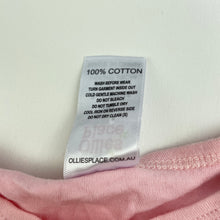 100% COTTON
WASH BEFORE WEAR
TURN GARMENT INSIDE OUT
COLD GENTLE MACHINE WASH
DO NOT BLEACH
DO NOT TUMBLE DRY
COOL IRON ON REVERSE SIDE
DO NOT DRY CLEAN (X)
OLLIESPLACE.COM.AU